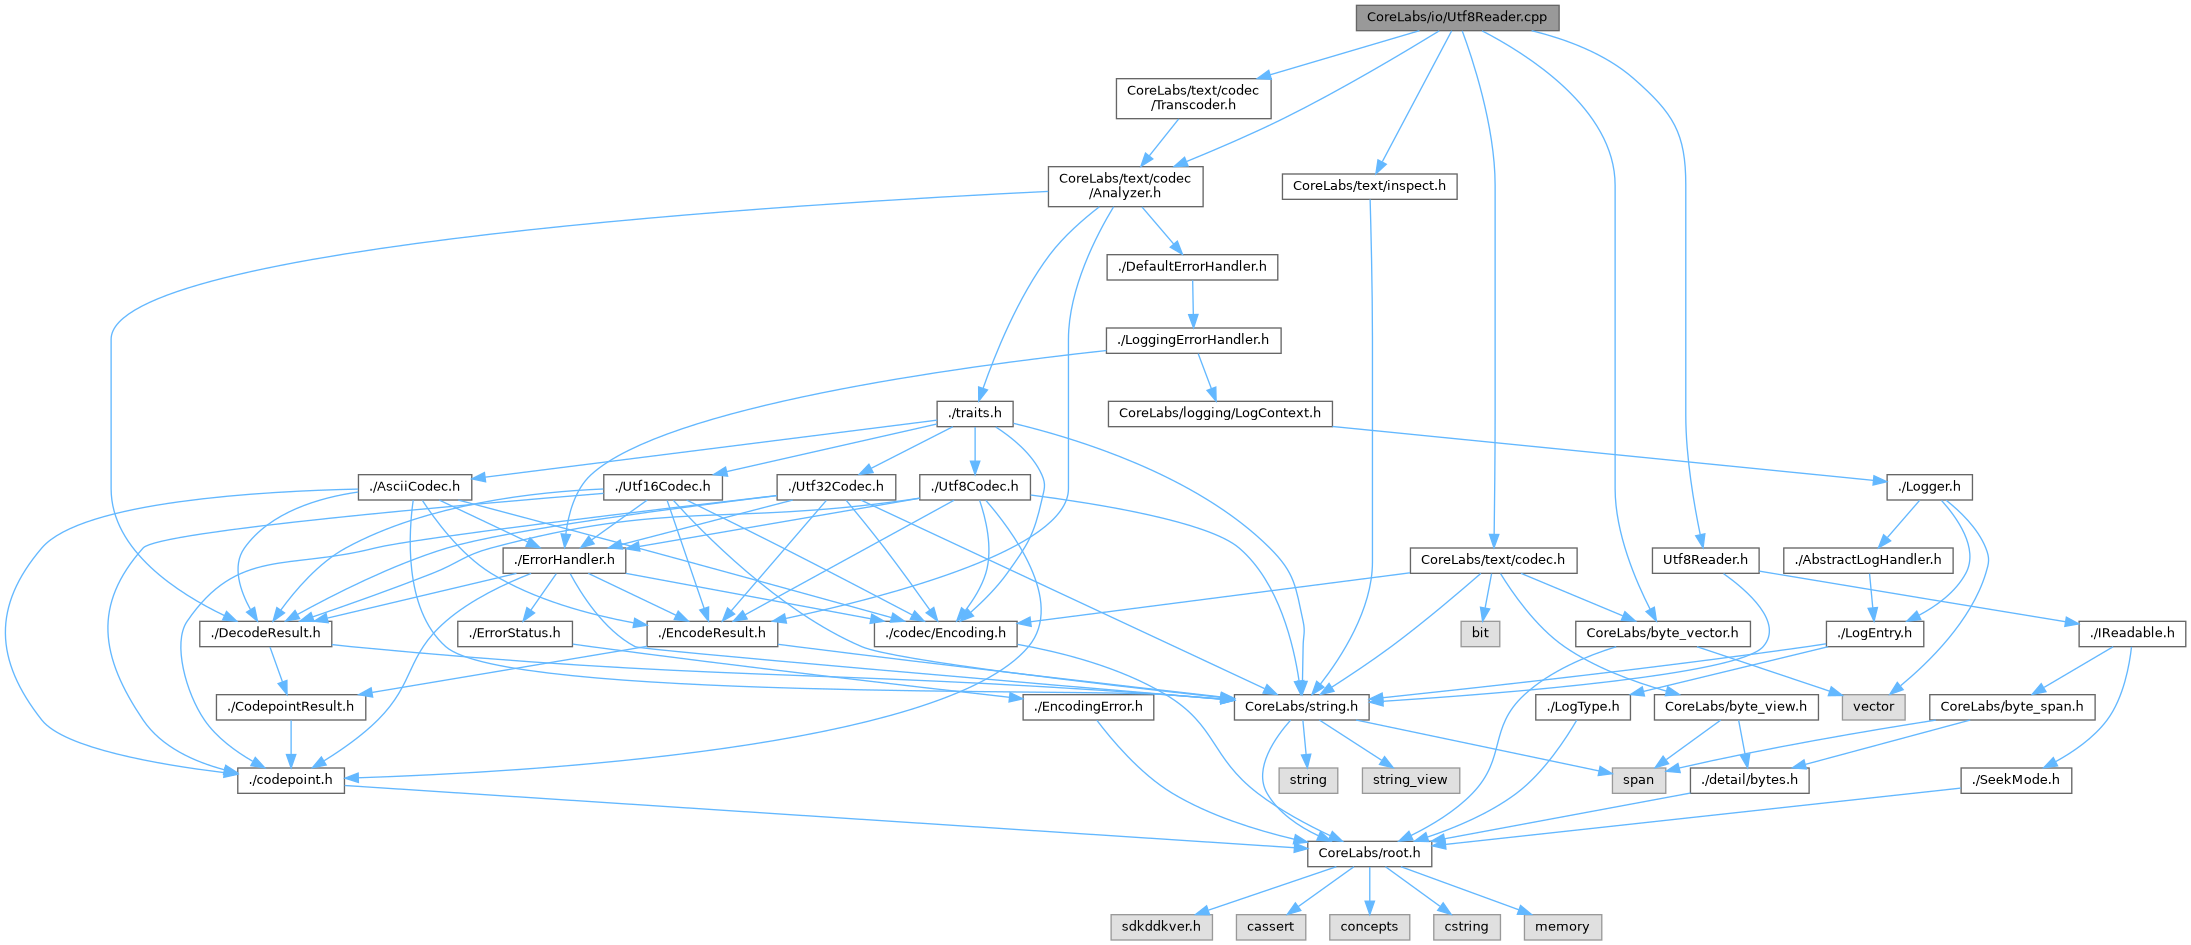 CoreLabs/io/Utf8Reader.cpp
CoreLabs/text/codec
/Transcoder.h
CoreLabs/text/codec
/Analyzer.h
CoreLabs/text/inspect.h
./DefaultErrorHandler.h
./LoggingErrorHandler.h
./traits.h
CoreLabs/logging/LogContext.h
./AsciiCodec.h
./Utf16Codec.h
./Utf32Codec.h
./Utf8Codec.h
./Logger.h
./ErrorHandler.h
CoreLabs/text/codec.h
Utf8Reader.h
./AbstractLogHandler.h
./DecodeResult.h
./ErrorStatus.h
./EncodeResult.h
./codec/Encoding.h
bit
CoreLabs/byte_vector.h
./LogEntry.h
./IReadable.h
./CodepointResult.h
./EncodingError.h
CoreLabs/string.h
./LogType.h
CoreLabs/byte_view.h
vector
CoreLabs/byte_span.h
./codepoint.h
string
string_view
span
./detail/bytes.h
./SeekMode.h
CoreLabs/root.h
sdkddkver.h
cassert
concepts
cstring
memory